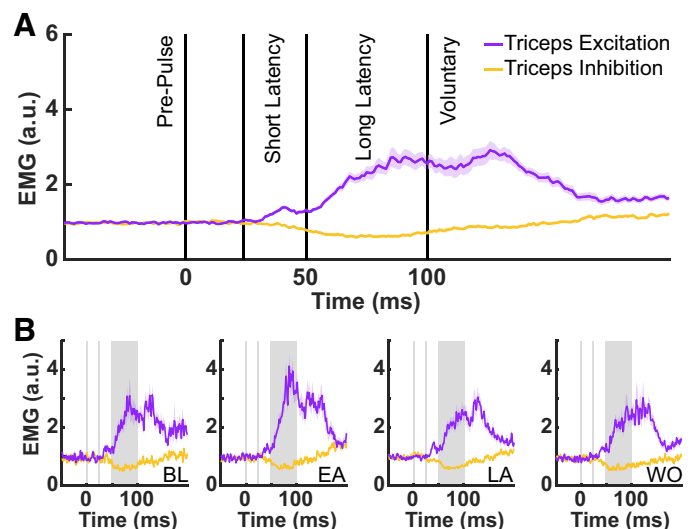 A
6
4
2
0
EMG (a.u.)
Pre-Pulse
Short Latency
Long Latency
Voluntary
Triceps Excitation
Triceps Inhibition
0 50 100
Time (ms)
B
4
2
0
EMG (a.u.)
BL
0 100
Time (ms)
4
2
0
EA
0 100
Time (ms)
4
2
0
LA
0 100
Time (ms)
4
2
0
WO
0 100
Time (ms)